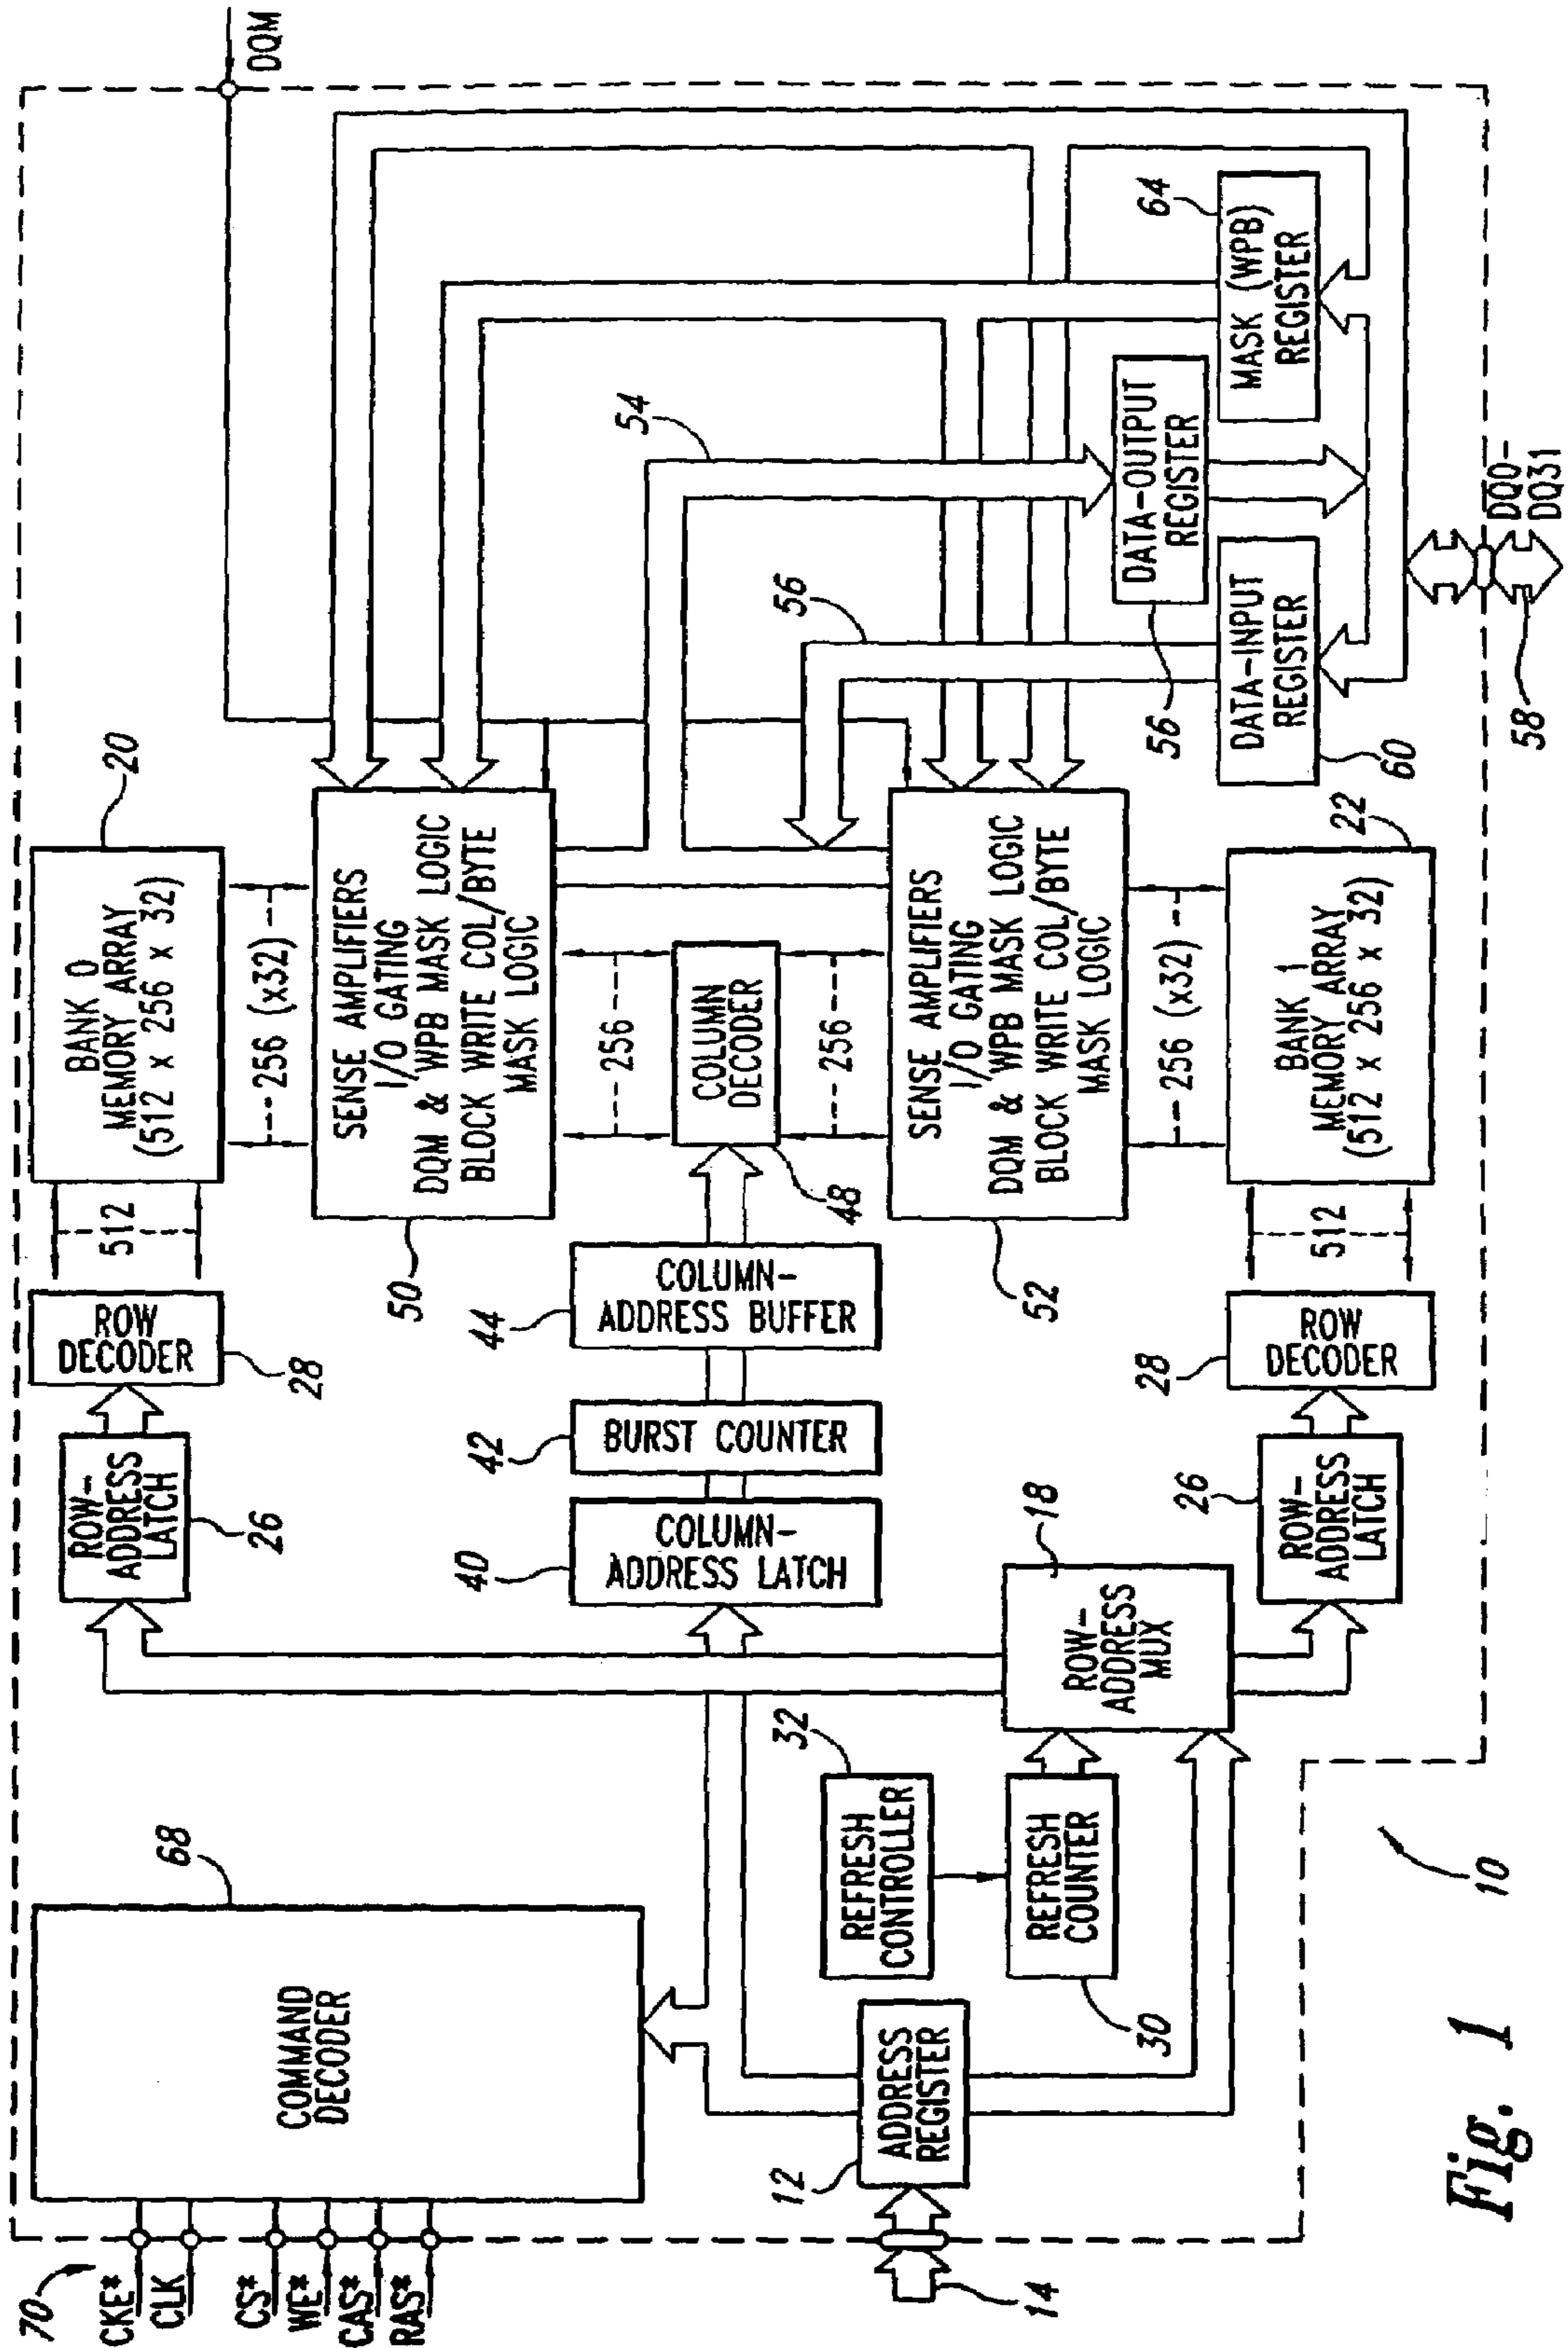 70
CKE*
CLK
CS*
WE*
CAS*
RAS*
COMMAND
DECODER
68
14
12
ADDRESS
REGISTER
REFRESH
CONTROLLER
32
REFRESH
COUNTER
30
ROW-
ADDRESS
MUX
18
ROW-
ADDRESS
LATCH
26
ROW
DECODER
28
512
BANK 0
MEMORY ARRAY
(512 x 256 x 32)
20
256 (x32)
SENSE AMPLIFIERS
I/O GATING
DQM & WPB MASK LOGIC
BLOCK WRITE COL/BYTE
MASK LOGIC
50
256
COLUMN-
ADDRESS LATCH
40
BURST COUNTER
42
COLUMN-
ADDRESS BUFFER
44
COLUMN
DECODER
48
256
SENSE AMPLIFIERS
I/O GATING
DQM & WPB MASK LOGIC
BLOCK WRITE COL/BYTE
MASK LOGIC
52
256 (x32)
ROW-
ADDRESS
LATCH
26
ROW
DECODER
28
512
BANK 1
MEMORY ARRAY
(512 x 256 x 32)
22
DQM
54
56
DATA-OUTPUT
REGISTER
56
DATA-INPUT
REGISTER
60
MASK (WPB)
REGISTER
64
DQ0-
DQ31
58
10
Fig. 1